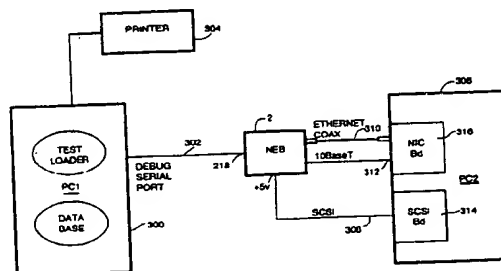 PRINTER
304
306
TEST
LOADER
PC1
DATA
BASE
300
302
DEBUG
SERIAL
PORT
218
2
NEB
+5v
ETHERNET
COAX
310
10BaseT
312
SCSI
308
NIC
Bd
316
PC2
SCSI
Bd
314